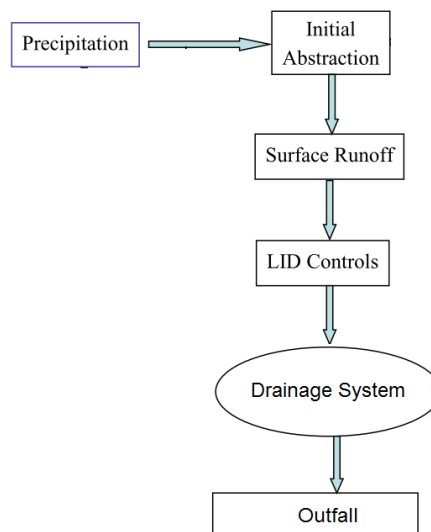 Precipitation
Initial
Abstraction
Surface Runoff
LID Controls
Drainage System
Outfall